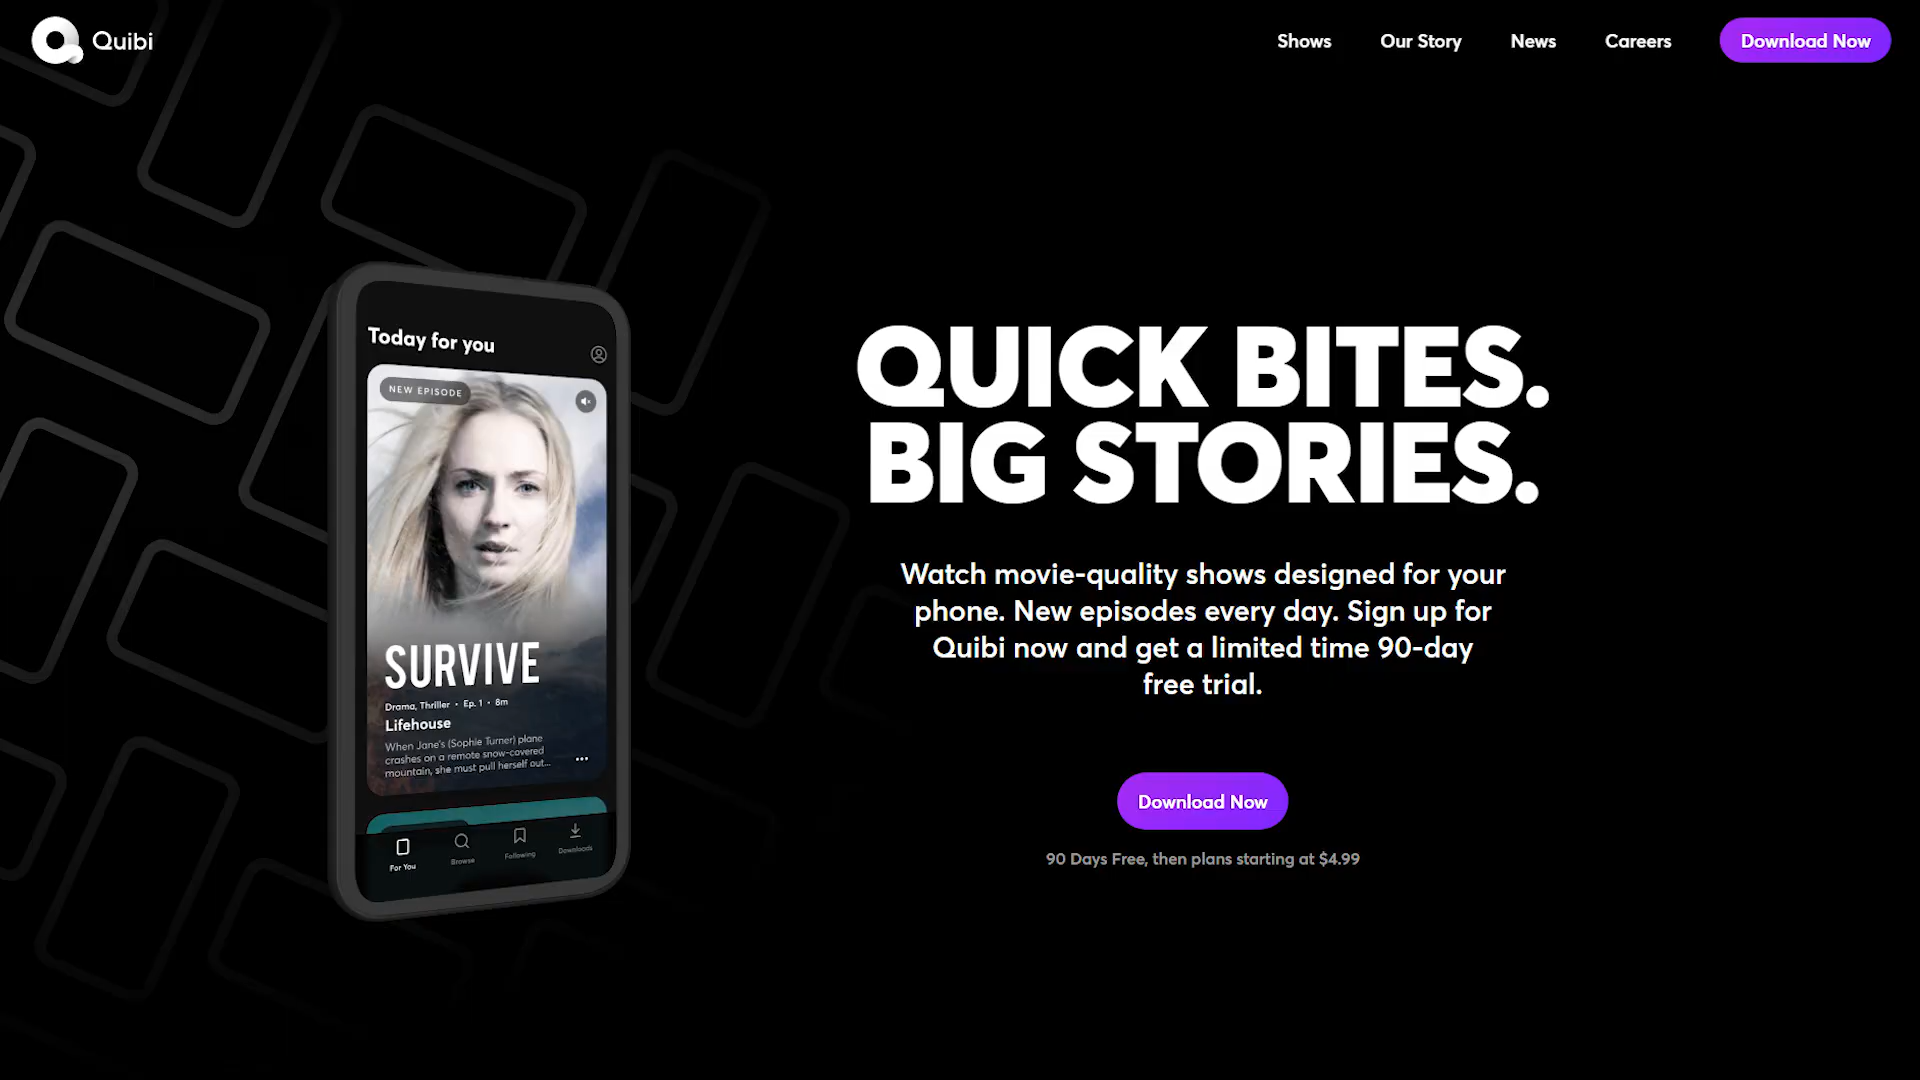 Quibi
Shows
Our Story
News
Careers
Download Now
Today for you
NEW EPISODE
SURVIVE
Drama, Thriller • Ep. 1 • 8m
Lifehouse
When Jane's (Sophie Turner) plane
crashes on a remote snow-covered
mountain, she must pull herself out...
For You
Browse
Following
Downloads
QUICK BITES.
BIG STORIES.
Watch movie-quality shows designed for your
phone. New episodes every day. Sign up for
Quibi now and get a limited time 90-day
free trial.
Download Now
90 Days Free, then plans starting at $4.99